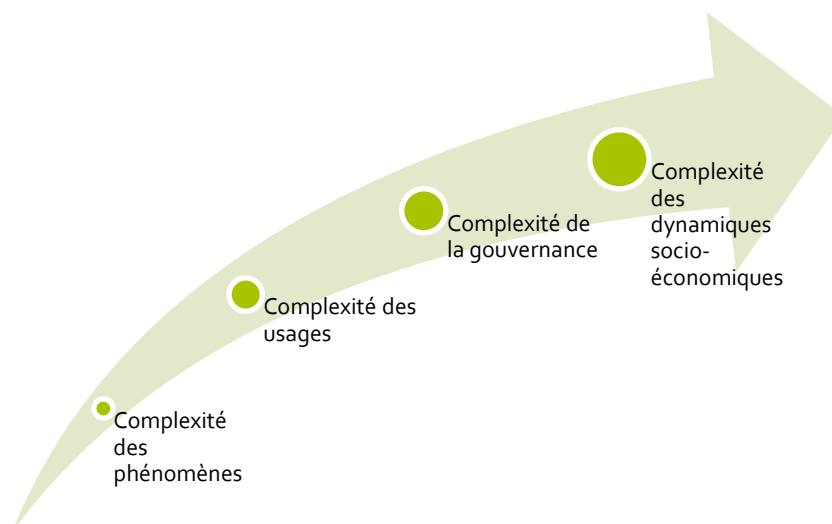 Complexité
des
phénomènes
Complexité des
usages
Complexité de
la gouvernance
Complexité
des
dynamiques
socio-
économiques